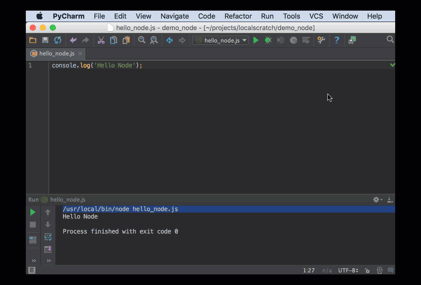 PyCharm File Edit View Navigate Code Refactor Run Tools VCS Window Help
hello_node.js - demo_node - [~/projects/localscratch/demo_node]
hello_node.js
hello_node.js
1 console.log('Hello Node');
Run hello_node.js
/usr/local/bin/node hello_node.js
Hello Node
Process finished with exit code 0
1:27 n/a UTF-8